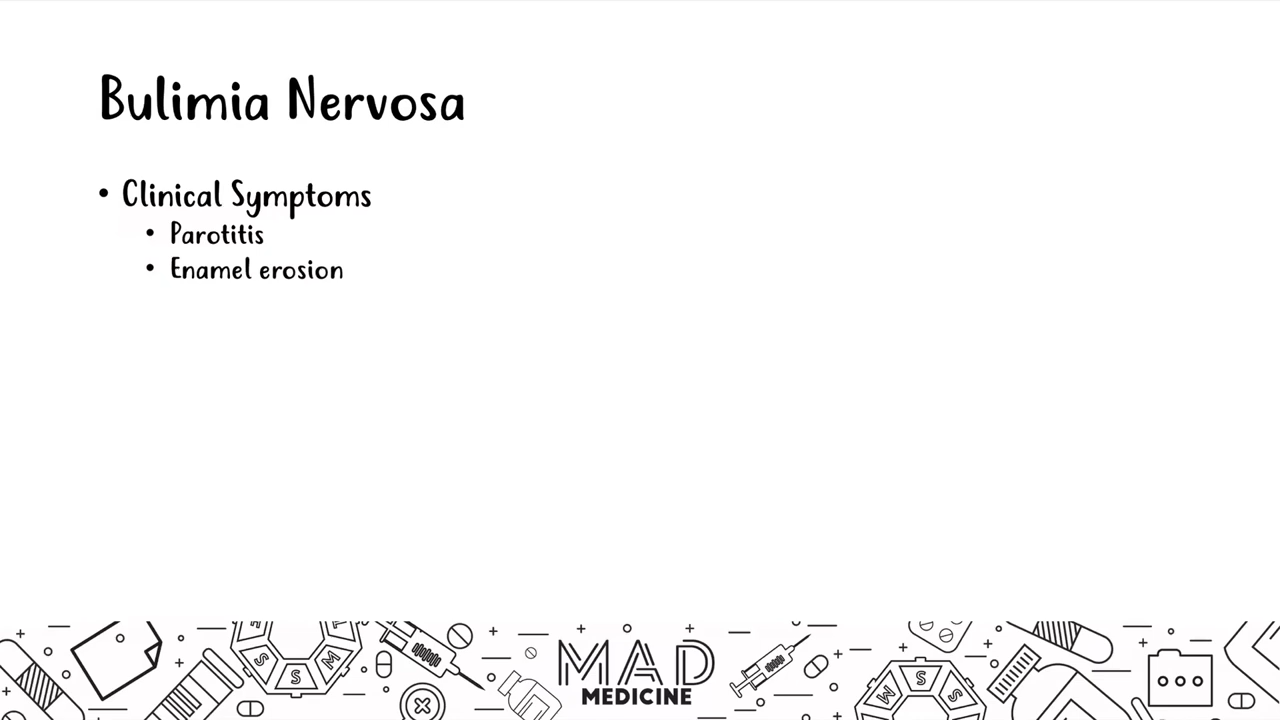 Bulimia Nervosa
• Clinical Symptoms
• Parotitis
• Enamel erosion
S
S
M
MAD
MEDICINE
M
S
S